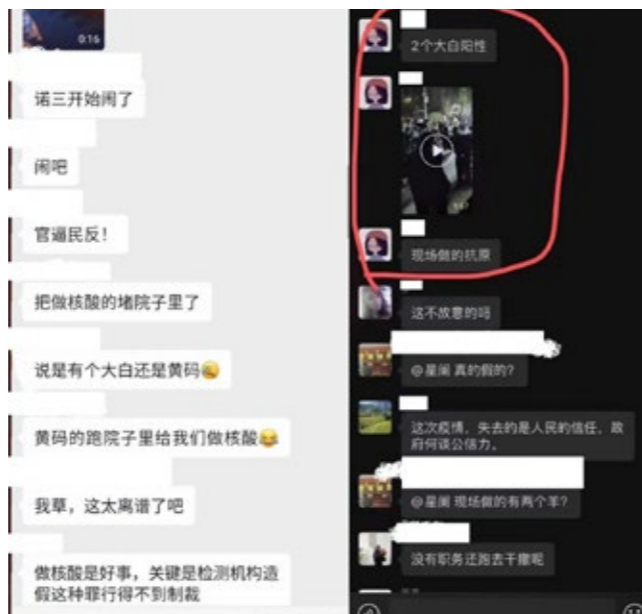 0:16
诺三开始闹了
闹吧
官逼民反！
把做核酸的堵院子里了
说是有个大白还是黄码
黄码的跑院子里给我们做核酸
我草，这太离谱了吧
做核酸是好事，关键是检测机构造
假这种罪行得不到制裁
2个大白阳性
现场做的抗原
这不故意的吗
@星阑 真的假的?
这次疫情，失去的是人民的信任，政
府何谈公信力。
@星阑 现场做的有两个羊?
没有职务还跑去干撒呢